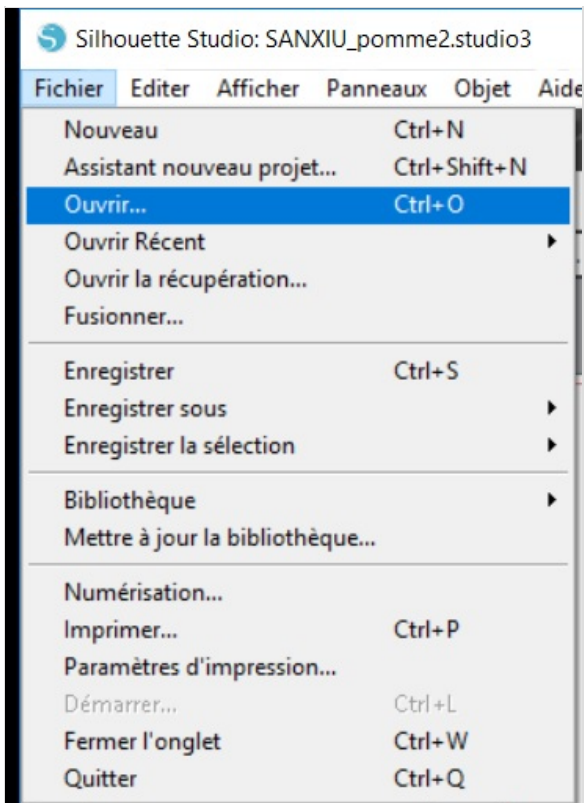 Silhouette Studio: SANXIU_pomme2.studio3
Fichier Editer Afficher Panneaux Objet Aide
Nouveau Ctrl+N
Assistant nouveau projet... Ctrl+Shift+N
Ouvrir... Ctrl+O
Ouvrir Récent
Ouvrir la récupération...
Fusionner...
Enregistrer Ctrl+S
Enregistrer sous
Enregistrer la sélection
Bibliothèque
Mettre à jour la bibliothèque...
Numérisation...
Imprimer... Ctrl+P
Paramètres d'impression...
Démarrer... Ctrl+L
Fermer l'onglet Ctrl+W
Quitter Ctrl+Q